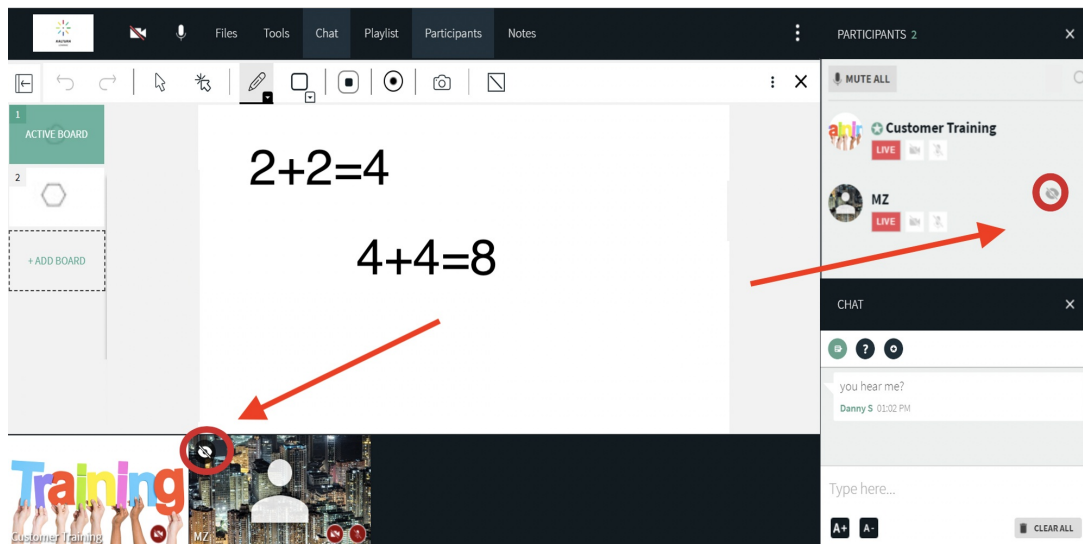 Files Tools Chat Playlist Participants Notes
PARTICIPANTS 2
MUTE ALL
1
ACTIVE BOARD
2
+ ADD BOARD
2+2=4
4+4=8
Customer Training
LIVE
MZ
LIVE
CHAT
you hear me?
Danny S 01:02 PM
Type here...
A+ A-
CLEAR ALL
Training
Customer Training
MZ